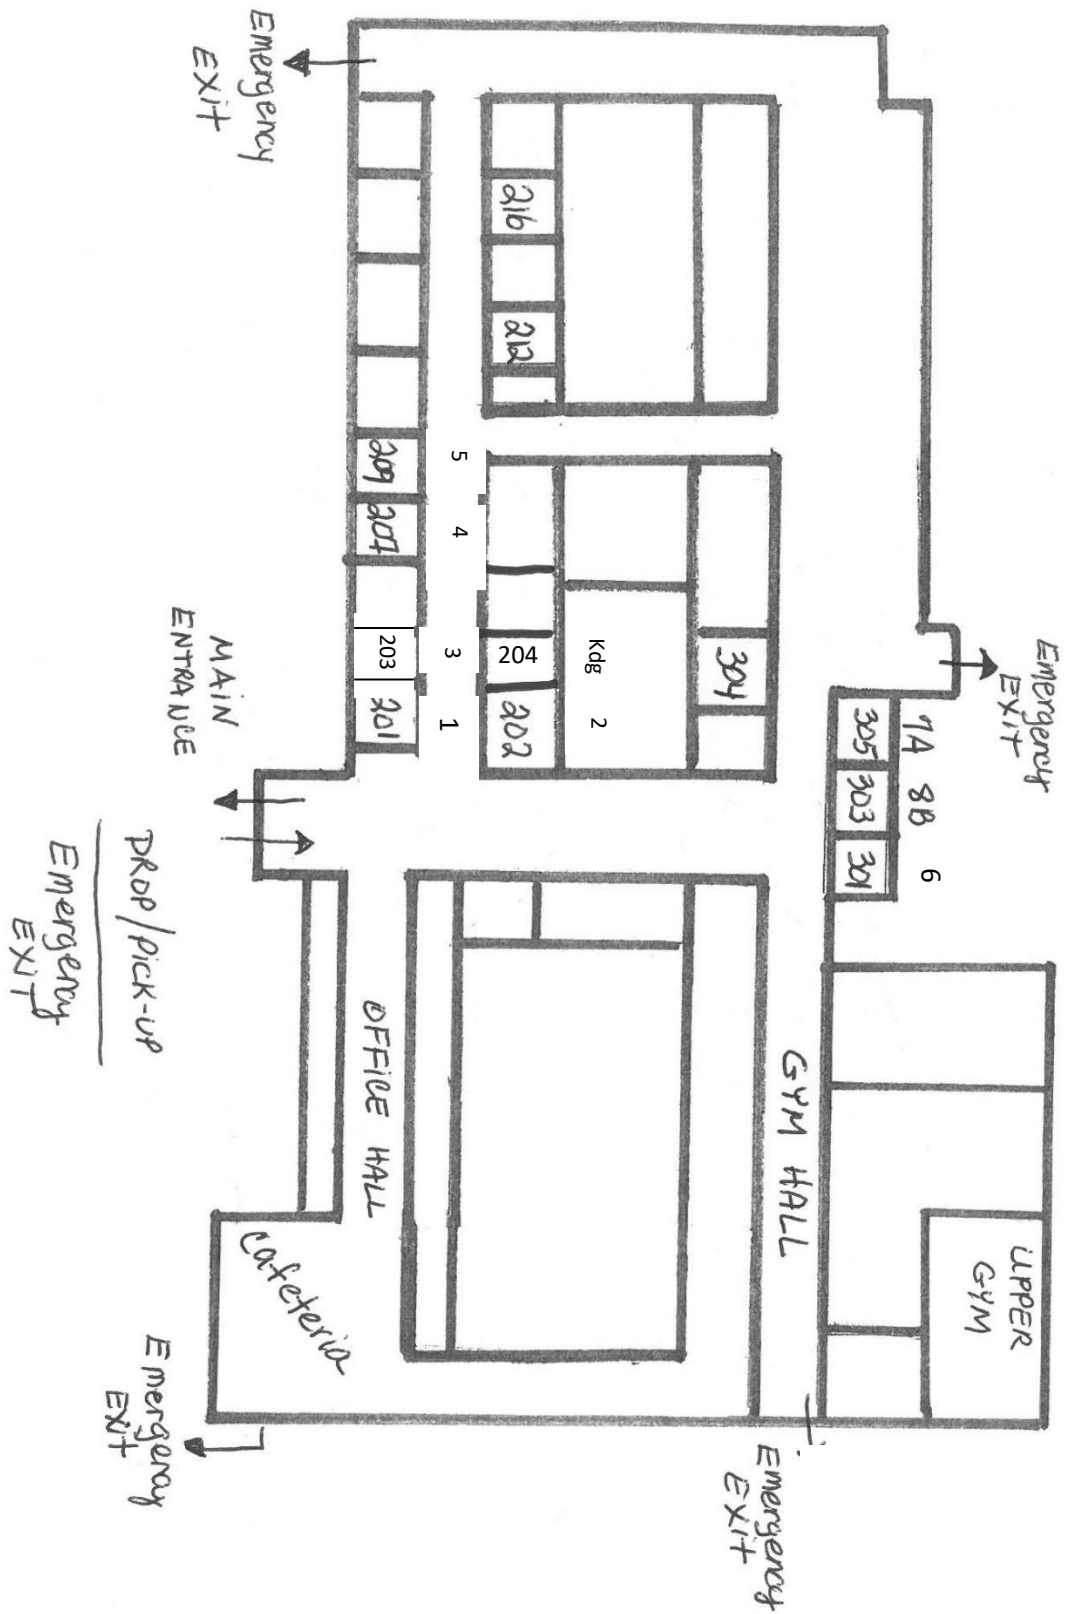 Emergency
EXit
Emergency
EXit
7A 8B 6
305 303 301
UPPER
GYM
304
GYM HALL
Emergency
EXit
Kdg 2
216 212 204 202
5 4 3 1
209 207 203 201
OFFICE HALL
MAIN
ENTRANCE
cafeteria
DROP/PICK-UP
Emergency
EXit
Emergency
EXit